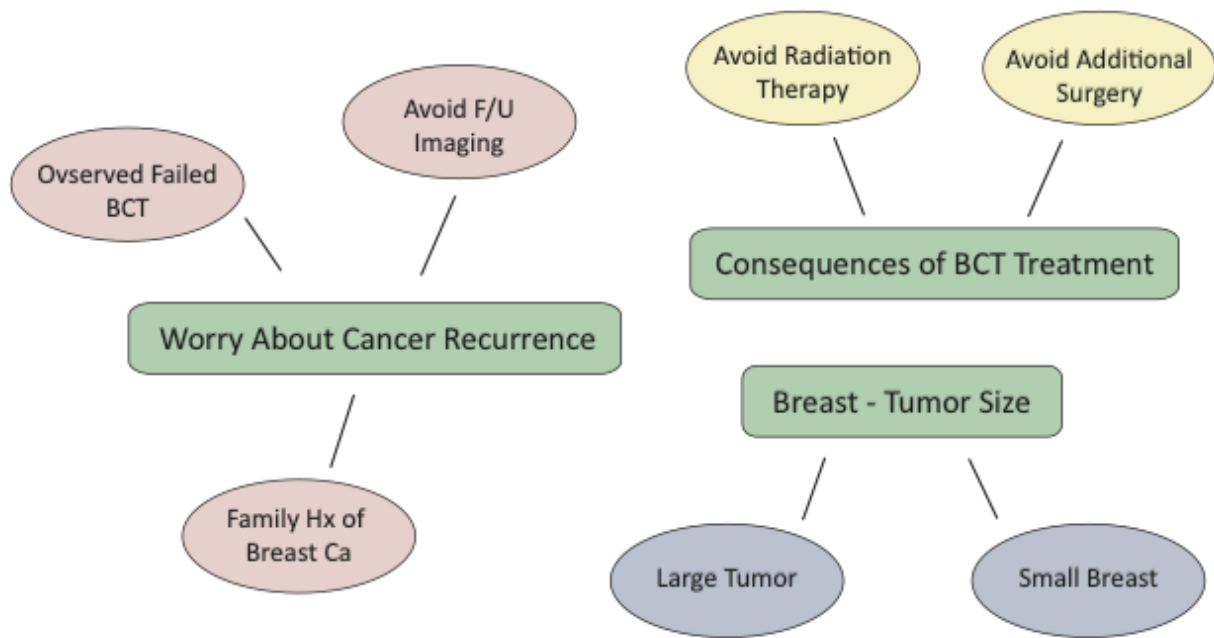 Avoid Radiation
Therapy
Avoid Additional
Surgery
Avoid F/U
Imaging
Ovserved Failed
BCT
Consequences of BCT Treatment
Worry About Cancer Recurrence
Breast - Tumor Size
Family Hx of
Breast Ca
Large Tumor
Small Breast